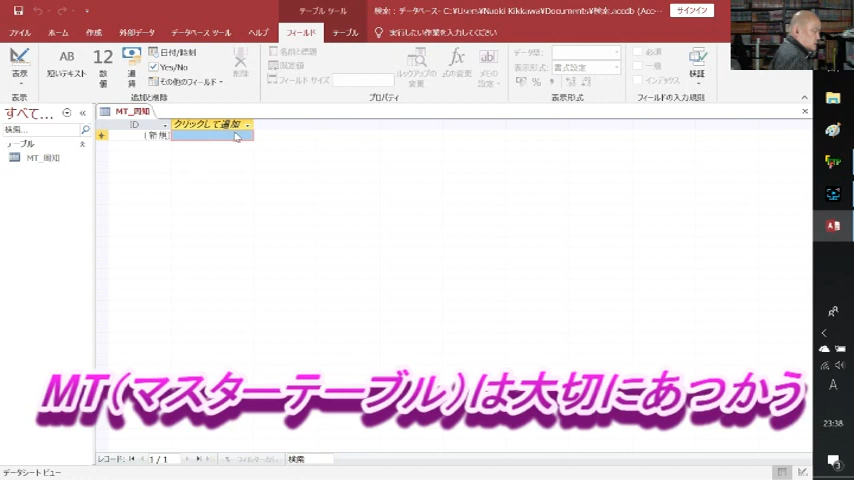 テーブル ツール
検索 : データベース- C:¥Users¥Naoki Kikkawa¥Documents¥検索.accdb (Acce…
サインイン
ファイル ホーム 作成 外部データ データベース ツール ヘルプ フィールド テーブル 実行したい作業を入力してください
表示
AB
短いテキスト
12
数値
通貨
日付/時刻
Yes/No
その他のフィールド
削除
名前と標題
既定値
フィールド サイズ
ルックアップの変更
fx
式の変更
ab
メモの設定
データ型:
表示形式: 書式設定
%
必須
一意
インデックス
検証
表示
追加と削除
プロパティ
表示形式
フィールドの入力規則
すべて…
検索...
テーブル
MT_周知
MT_周知
ID クリックして追加
(新規)
MT(マスターテーブル)は大切にあつかう
レコード: 1 / 1 フィルターなし 検索
データシート ビュー
A
23:38
3